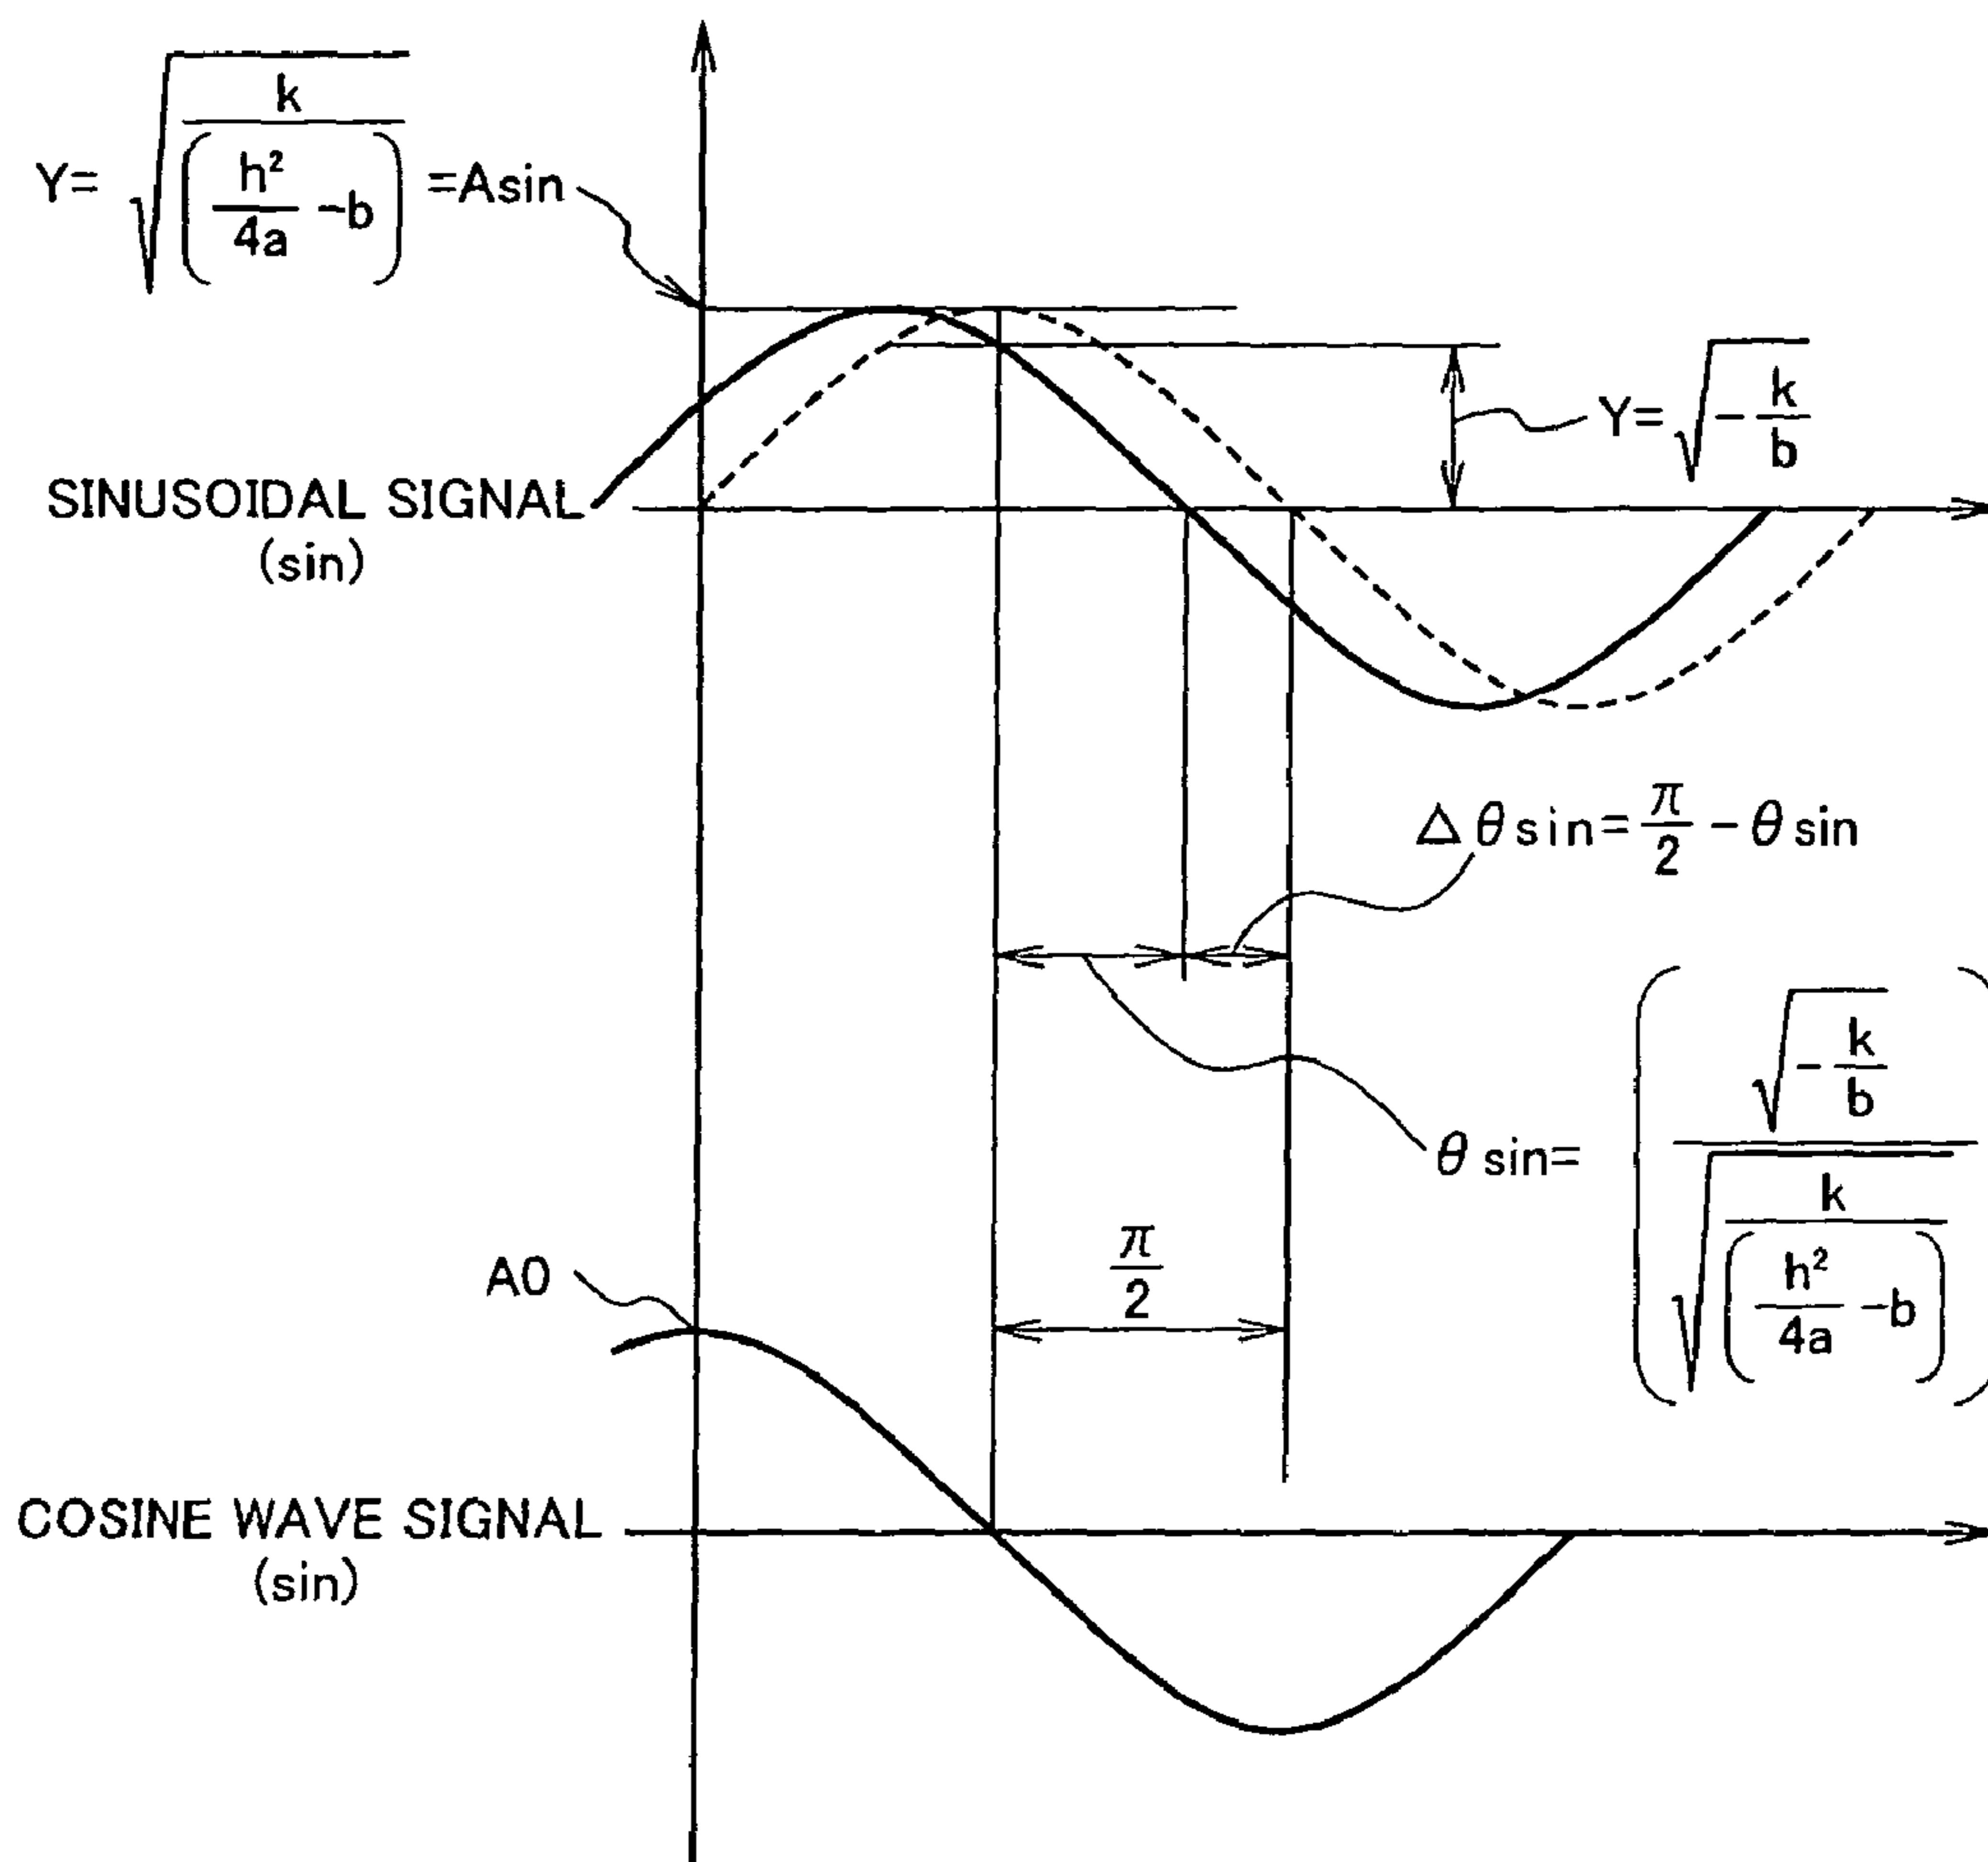 Y= √(k/(h²/4a −b)) =Asin
Y=√(−k/b)
SINUSOIDAL SIGNAL
(sin)
Δθsin=π/2 −θsin
θsin= (√(−k/b)/√(k/(h²/4a −b)))
π/2
A0
COSINE WAVE SIGNAL
(sin)